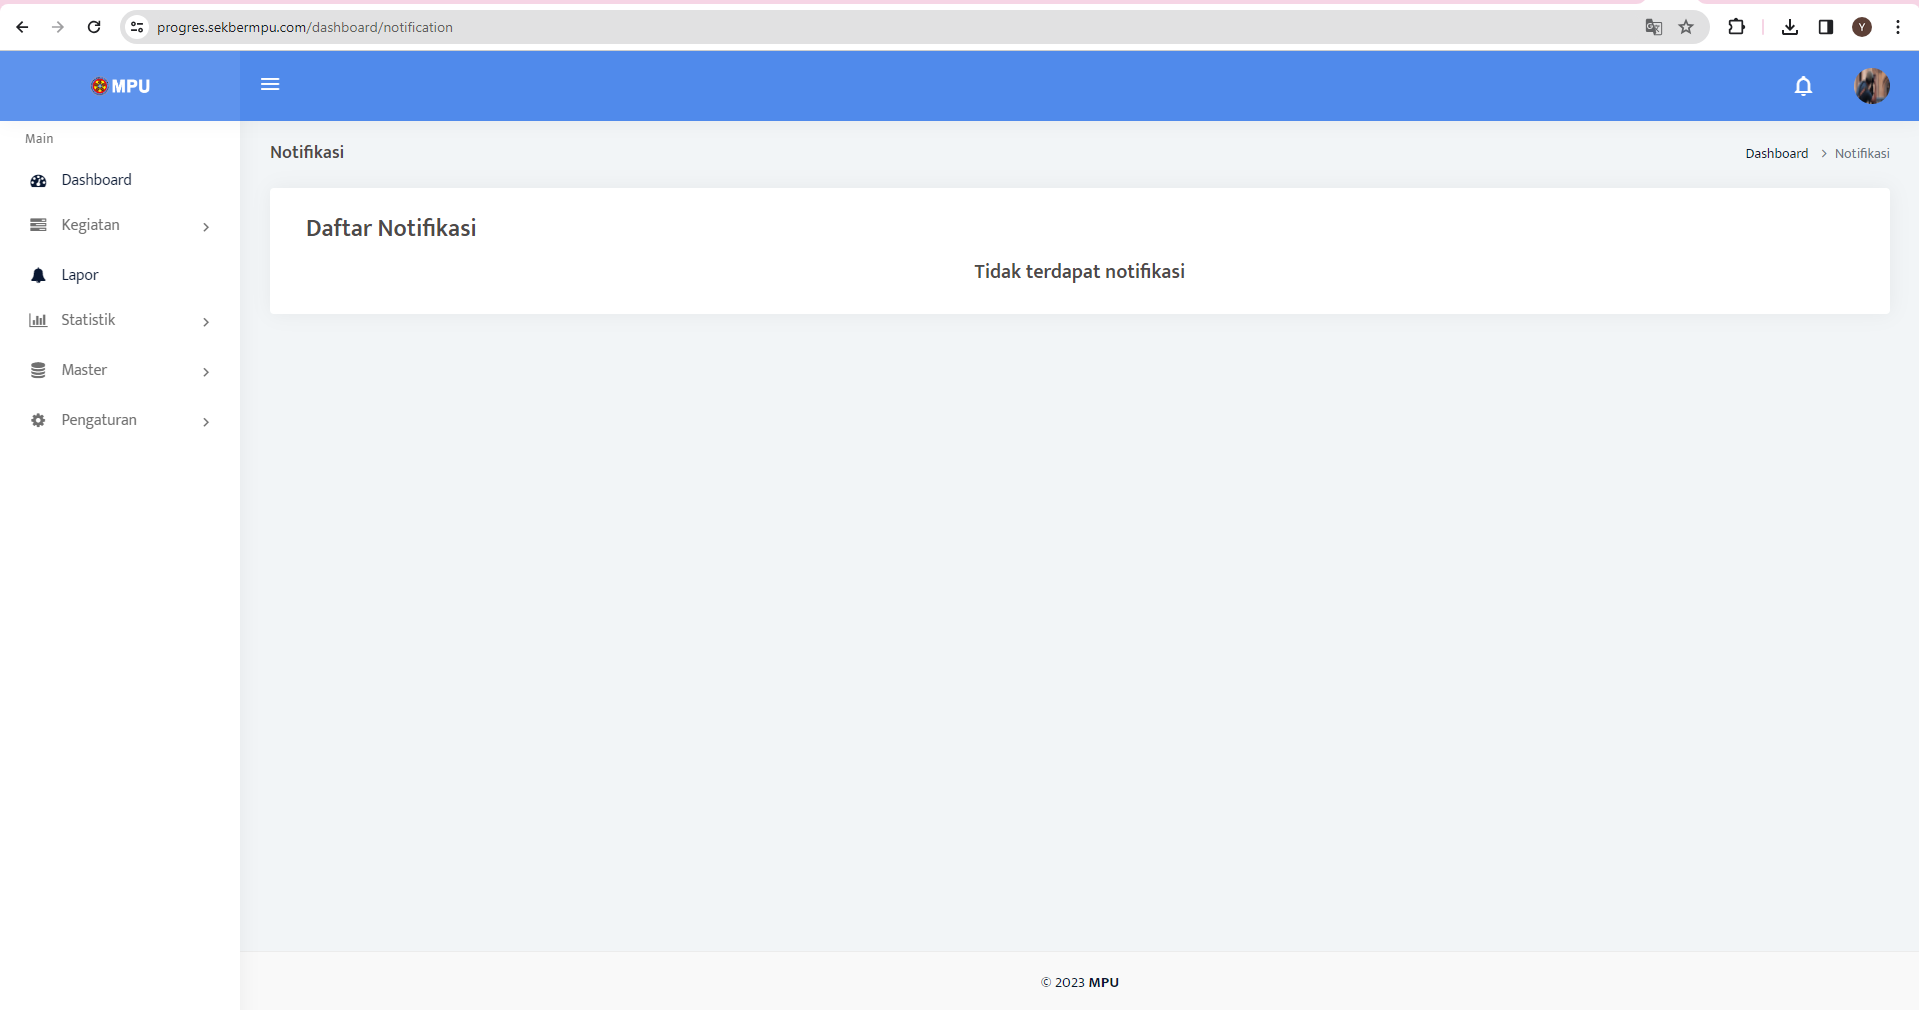 progres.sekbermpu.com/dashboard/notification
Y
MPU
Main
Dashboard
Kegiatan
Lapor
Statistik
Master
Pengaturan
Notifikasi
Dashboard > Notifikasi
Daftar Notifikasi
Tidak terdapat notifikasi
© 2023 MPU